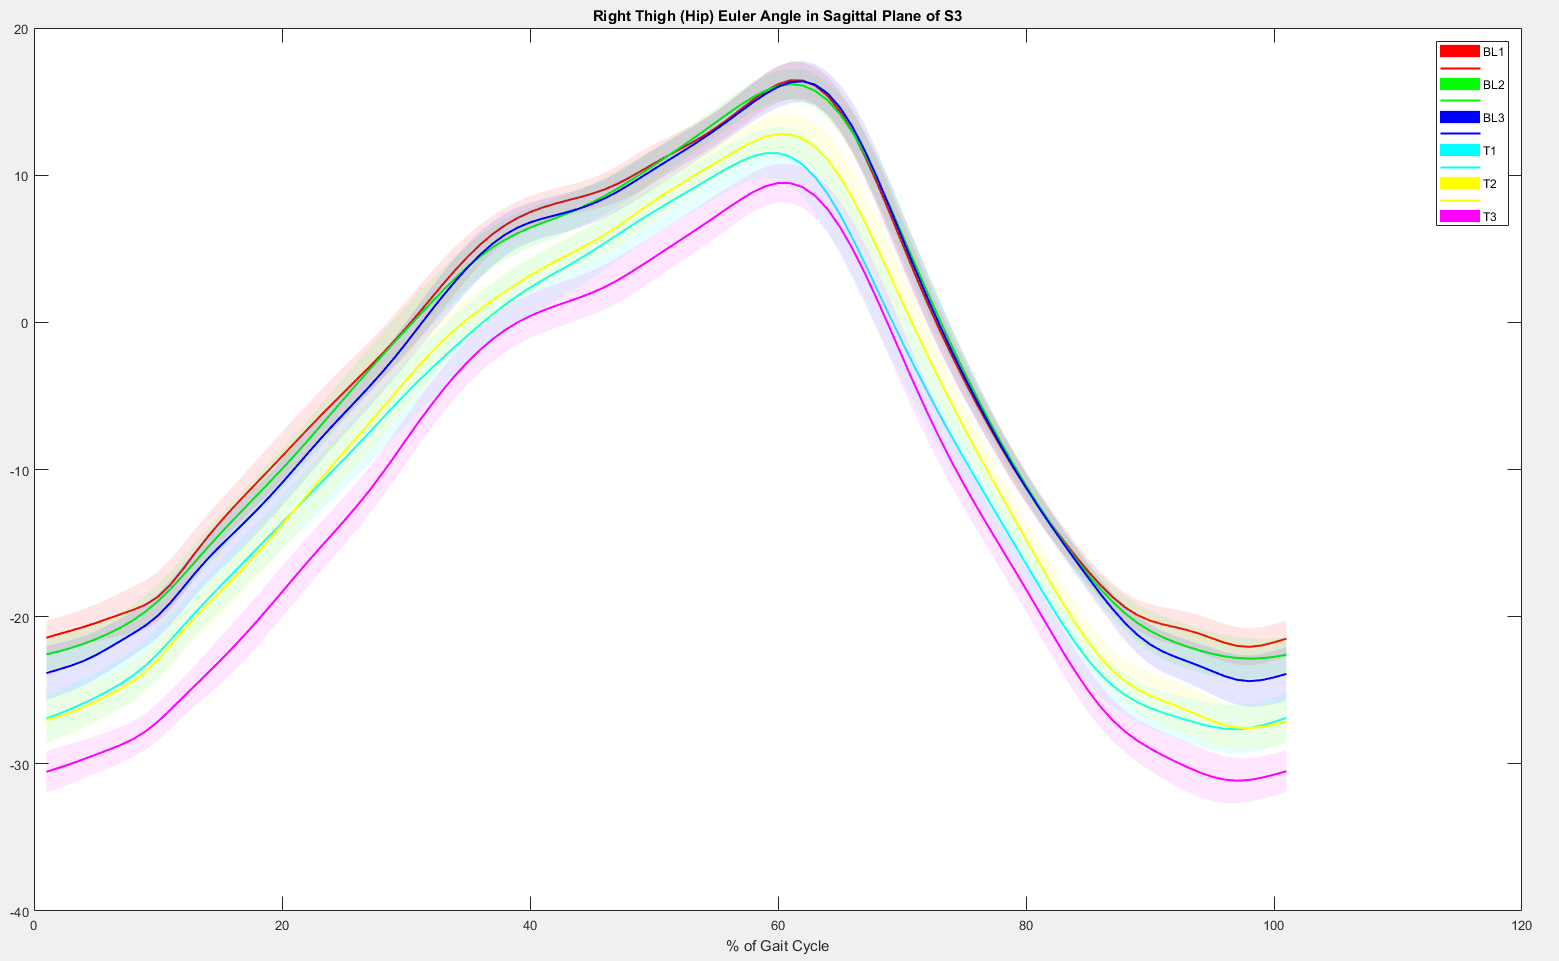 Right Thigh (Hip) Euler Angle in Sagittal Plane of S3
20
10
0
-10
-20
-30
-40
0 20 40 60 80 100 120
% of Gait Cycle
BL1
BL2
BL3
T1
T2
T3